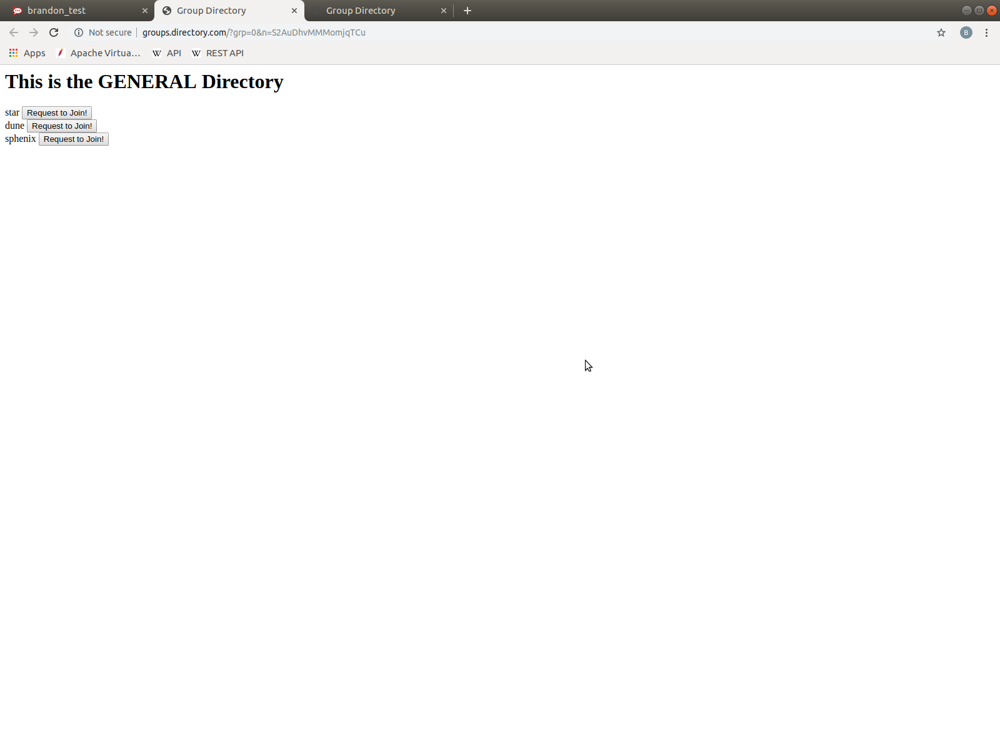 brandon_test
Group Directory
Group Directory
Not secure groups.directory.com/?grp=0&n=S2AuDhvMMMomjqTCu
B
Apps Apache Virtua... W API W REST API
This is the GENERAL Directory
star Request to Join!
dune Request to Join!
sphenix Request to Join!